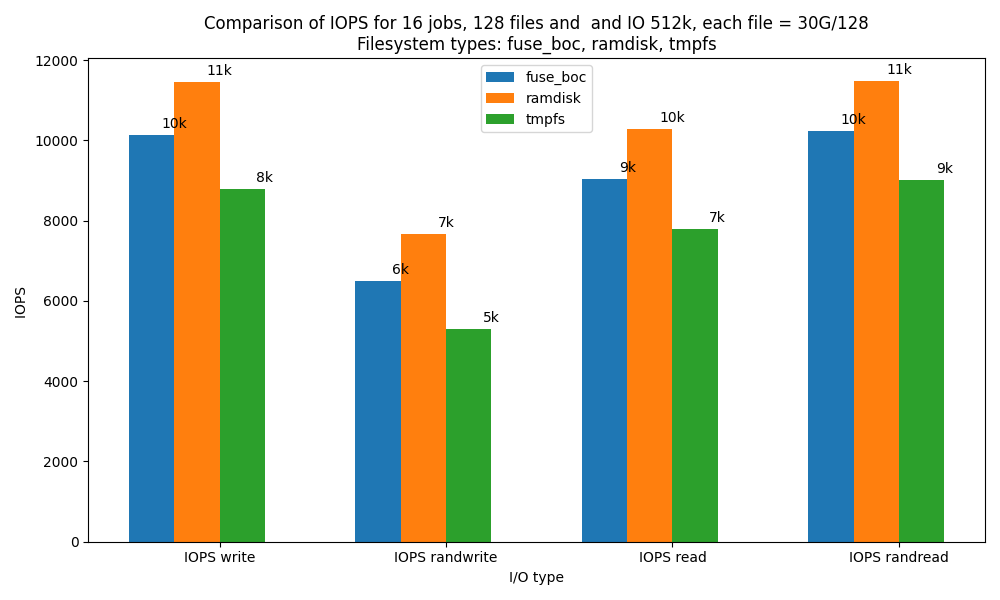 Comparison of IOPS for 16 jobs, 128 files and  and IO 512k, each file = 30G/128
Filesystem types: fuse_boc, ramdisk, tmpfs
12000
10000
8000
6000
4000
2000
0
IOPS
fuse_boc
ramdisk
tmpfs
10k
11k
8k
6k
7k
5k
9k
10k
7k
10k
11k
9k
IOPS write
IOPS randwrite
IOPS read
IOPS randread
I/O type